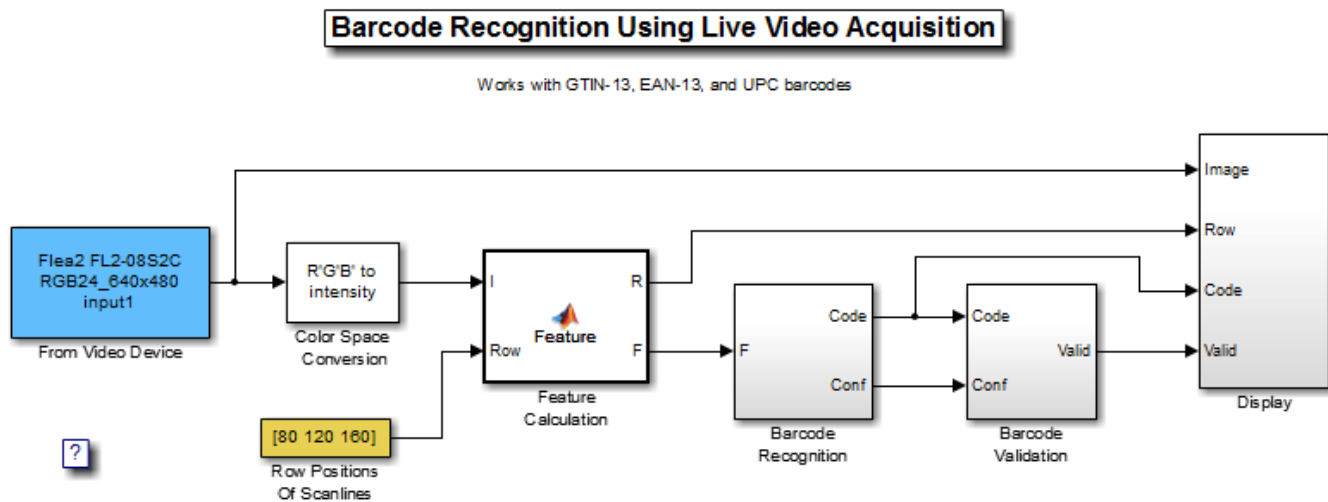 Barcode Recognition Using Live Video Acquisition
Works with GTIN-13, EAN-13, and UPC barcodes
Flea2 FL2-08S2C
RGB24_640x480
input1
From Video Device
R'G'B' to
intensity
Color Space
Conversion
[80 120 160]
Row Positions
Of Scanlines
I
Row
Feature
R
F
Feature
Calculation
F
Code
Conf
Barcode
Recognition
Code
Conf
Valid
Barcode
Validation
Image
Row
Code
Valid
Display
?